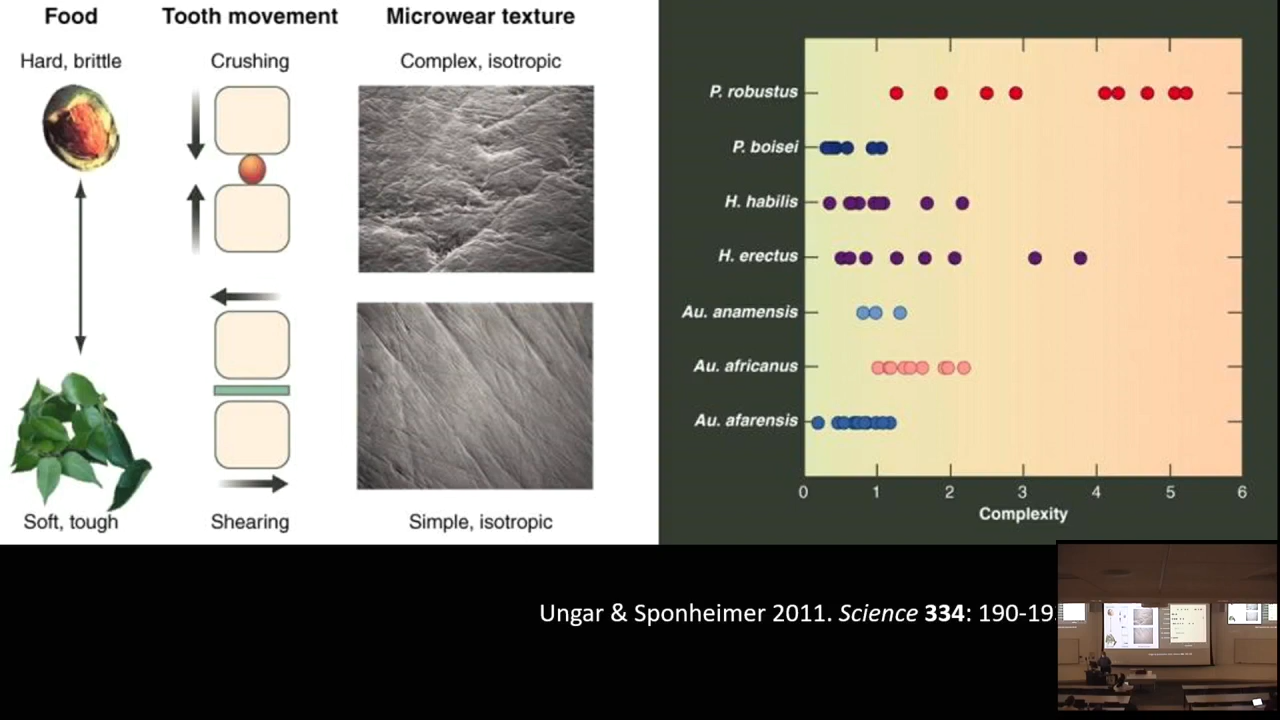 Food Tooth movement Microwear texture
Hard, brittle Crushing Complex, isotropic
Soft, tough Shearing Simple, isotropic
P. robustus
P. boisei
H. habilis
H. erectus
Au. anamensis
Au. africanus
Au. afarensis
0 1 2 3 4 5 6
Complexity
Ungar & Sponheimer 2011. Science 334: 190-19